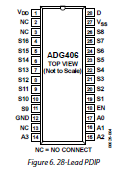 VDD 1 28 D
NC 2 27 VSS
NC 3 26 S8
S16 4 25 S7
S15 5 24 S6
S14 6 23 S5
S13 7 22 S4
S12 8 21 S3
S11 9 20 S2
S10 10 19 S1
S9 11 18 EN
GND 12 17 A0
NC 13 16 A1
A3 14 15 A2
ADG406
TOP VIEW
(Not to Scale)
NC = NO CONNECT
Figure 6. 28-Lead PDIP